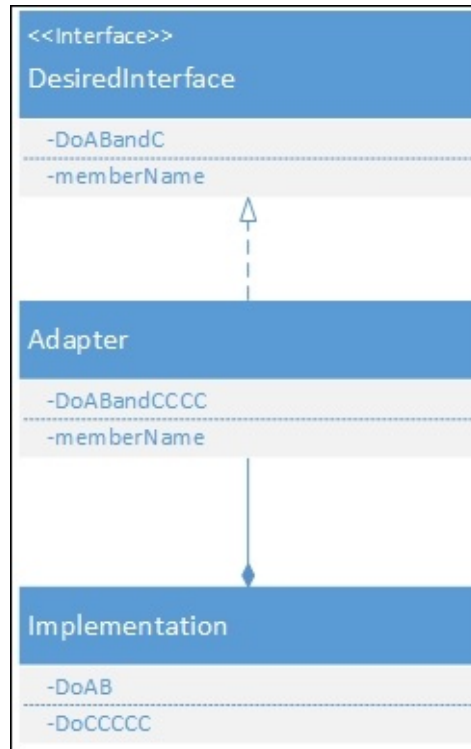 <<Interface>>
DesiredInterface
-DoABandC
-memberName
Adapter
-DoABandCCCC
-memberName
Implementation
-DoAB
-DoCCCCC